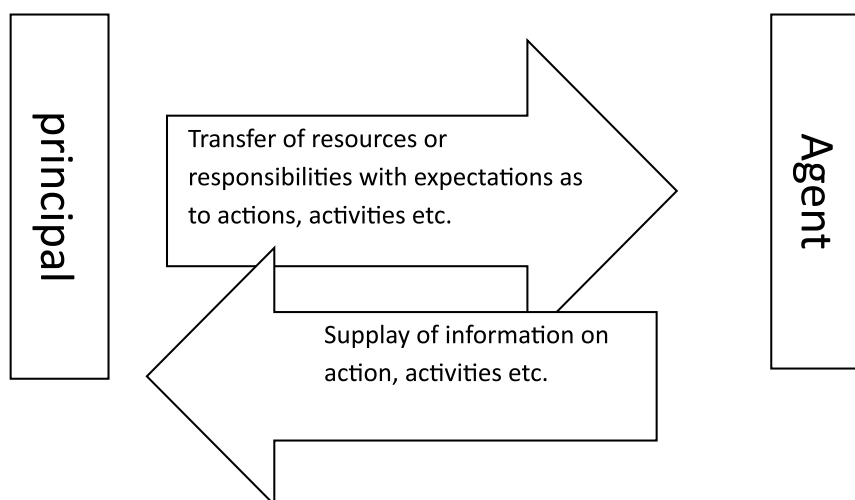 principal
Transfer of resources or
responsibilities with expectations as
to actions, activities etc.
Agent
Supplay of information on
action, activities etc.